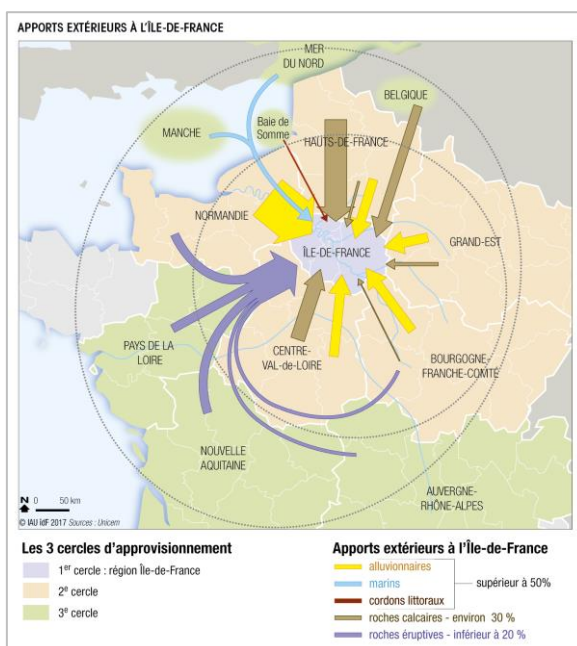 APPORTS EXTÉRIEURS À L'ÎLE-DE-FRANCE
MER
DU NORD
BELGIQUE
MANCHE
Baie de
Somme
HAUTS-DE-FRANCE
NORMANDIE
GRAND-EST
ÎLE-DE-FRANCE
PAYS DE LA
LOIRE
CENTRE-
VAL-de-LOIRE
BOURGOGNE-
FRANCHE-COMTÉ
NOUVELLE
AQUITAINE
AUVERGNE-
RHÔNE-ALPES
N 0 50 km
© IAU îdF 2017 Sources : Unicem
Les 3 cercles d'approvisionnement
1er cercle : région Île-de-France
2e cercle
3e cercle
Apports extérieurs à l'Île-de-France
alluvionnaires
marins
supérieur à 50%
cordons littoraux
roches calcaires - environ 30 %
roches éruptives - inférieur à 20 %